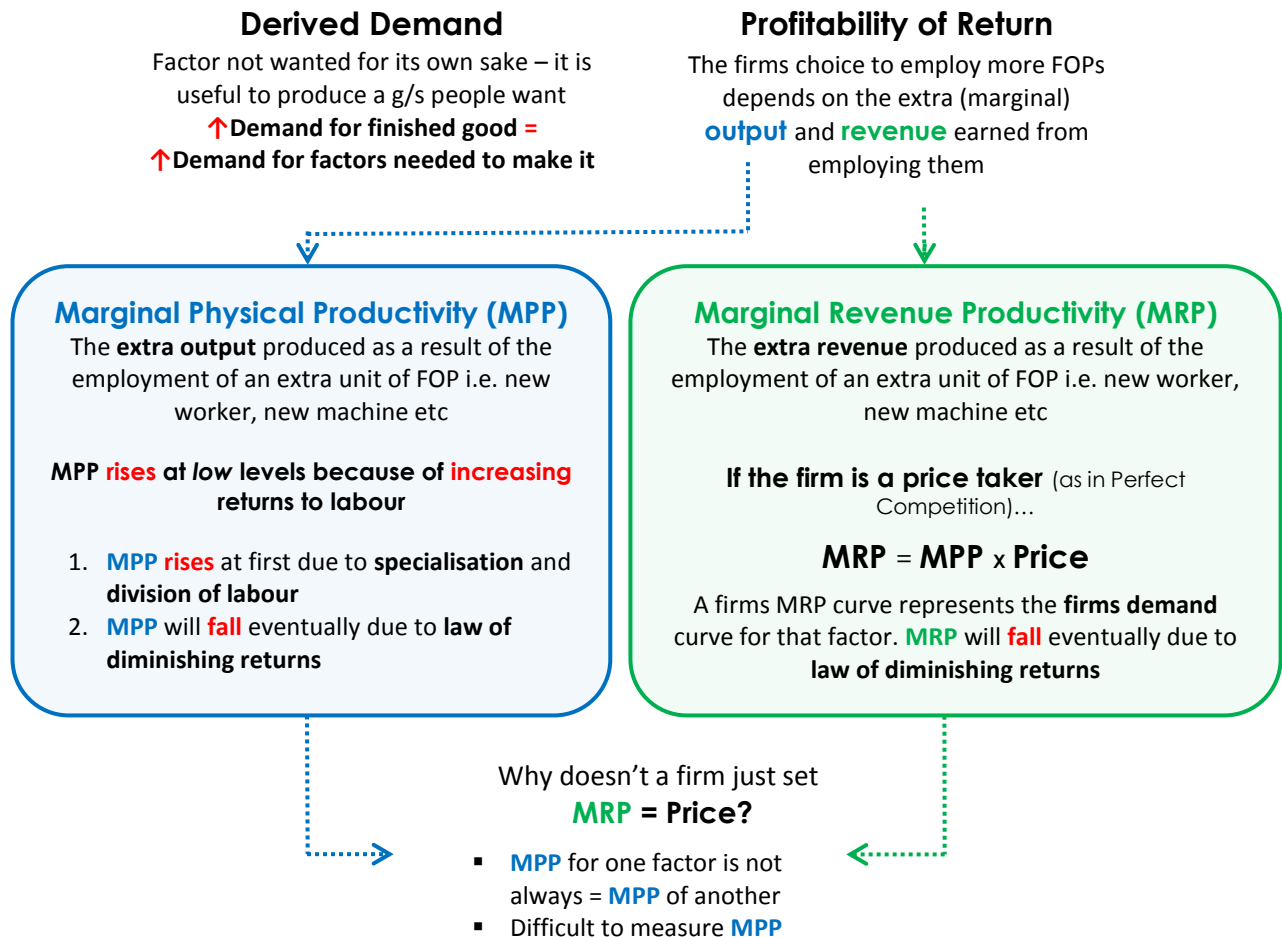 Derived Demand
Factor not wanted for its own sake – it is
useful to produce a g/s people want
↑Demand for finished good =
↑Demand for factors needed to make it
Profitability of Return
The firms choice to employ more FOPs
depends on the extra (marginal)
output and revenue earned from
employing them
Marginal Physical Productivity (MPP)
The extra output produced as a result of the
employment of an extra unit of FOP i.e. new
worker, new machine etc
MPP rises at low levels because of increasing
returns to labour
1. MPP rises at first due to specialisation and
division of labour
2. MPP will fall eventually due to law of
diminishing returns
Marginal Revenue Productivity (MRP)
The extra revenue produced as a result of the
employment of an extra unit of FOP i.e. new worker,
new machine etc
If the firm is a price taker (as in Perfect
Competition)…
MRP = MPP x Price
A firms MRP curve represents the firms demand
curve for that factor. MRP will fall eventually due to
law of diminishing returns
Why doesn’t a firm just set
MRP = Price?
▪ MPP for one factor is not
always = MPP of another
▪ Difficult to measure MPP